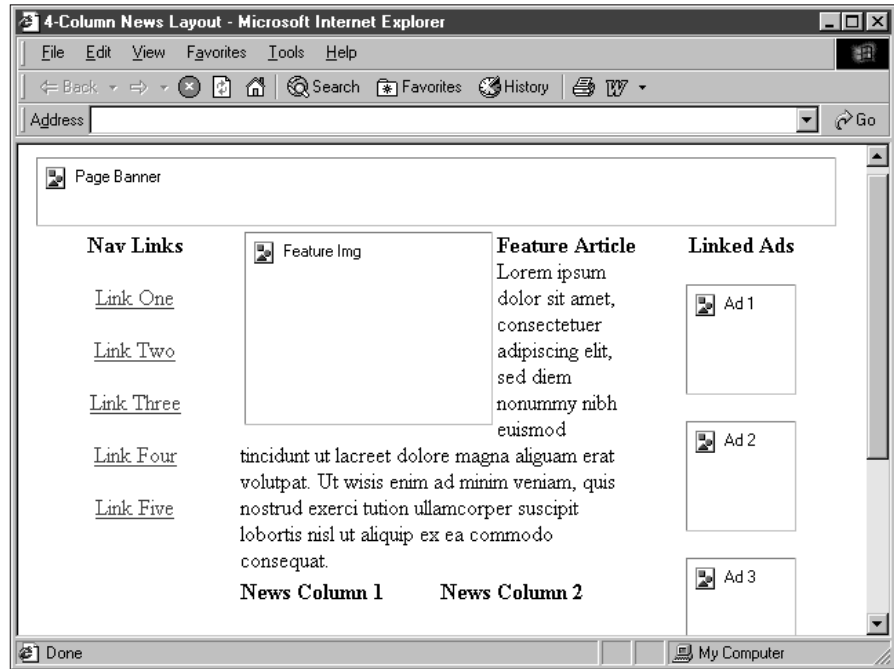 4-Column News Layout - Microsoft Internet Explorer
File Edit View Favorites Tools Help
Back Search Favorites History
Address Go
Page Banner
Nav Links
Link One
Link Two
Link Three
Link Four
Link Five
Feature Img
Feature Article
Lorem ipsum
dolor sit amet,
consectetuer
adipiscing elit,
sed diem
nonummy nibh
euismod
tincidunt ut lacreet dolore magna aliguam erat
volutpat. Ut wisis enim ad minim veniam, quis
nostrud exerci tution ullamcorper suscipit
lobortis nisl ut aliquip ex ea commodo
consequat.
News Column 1 News Column 2
Linked Ads
Ad 1
Ad 2
Ad 3
Done My Computer